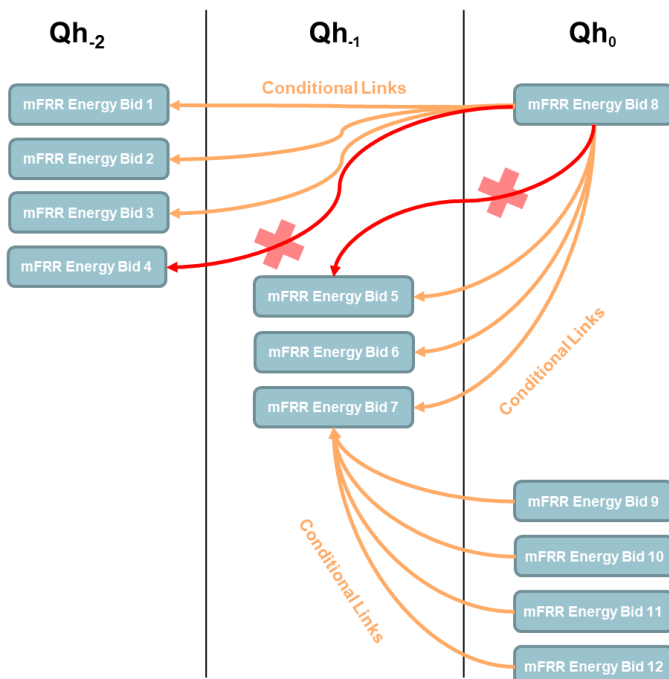 Qh-2
Qh-1
Qh0
Conditional Links
mFRR Energy Bid 1
mFRR Energy Bid 8
mFRR Energy Bid 2
mFRR Energy Bid 3
mFRR Energy Bid 4
mFRR Energy Bid 5
mFRR Energy Bid 6
mFRR Energy Bid 7
Conditional Links
mFRR Energy Bid 9
mFRR Energy Bid 10
Conditional Links
mFRR Energy Bid 11
mFRR Energy Bid 12